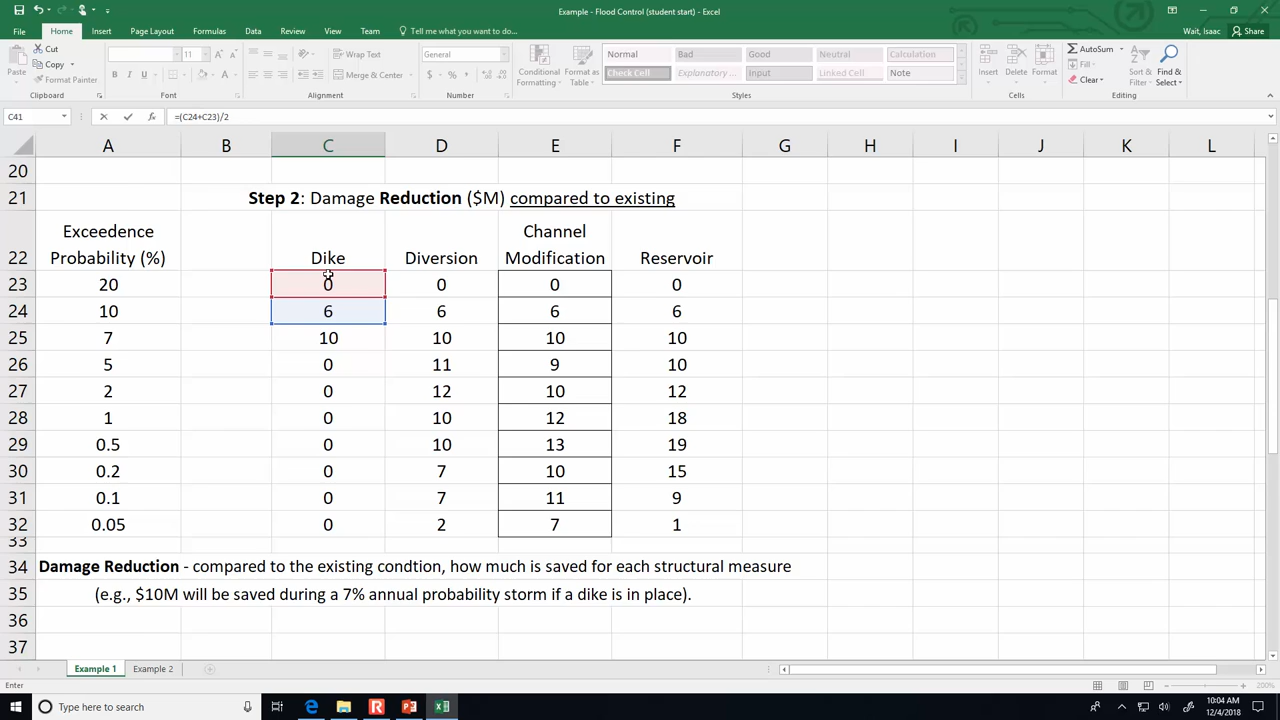 Example - Flood Control (student start) - Excel
File Home Insert Page Layout Formulas Data Review View Team Tell me what you want to do... Wait, Isaac Share
Paste Cut Copy Format Painter
11 General
Wrap Text Merge & Center
Conditional Formatting Format as Table
Normal Bad Good Neutral Calculation
Check Cell Explanatory ... Input Linked Cell Note
Insert Delete Format
AutoSum Fill Clear Sort & Filter Find & Select
Clipboard Font Alignment Number Styles Cells Editing
C41 =(C24+C23)/2
A B C D E F G H I J K L
20
21 Step 2: Damage Reduction ($M) compared to existing
Exceedence Channel
22 Probability (%) Dike Diversion Modification Reservoir
23 20 0 0 0 0
24 10 6 6 6 6
25 7 10 10 10 10
26 5 0 11 9 10
27 2 0 12 10 12
28 1 0 10 12 18
29 0.5 0 10 13 19
30 0.2 0 7 10 15
31 0.1 0 7 11 9
32 0.05 0 2 7 1
33
34 Damage Reduction - compared to the existing condtion, how much is saved for each structural measure
35 (e.g., $10M will be saved during a 7% annual probability storm if a dike is in place).
36
37
Example 1 Example 2
Enter 200%
Type here to search
10:04 AM
12/4/2018